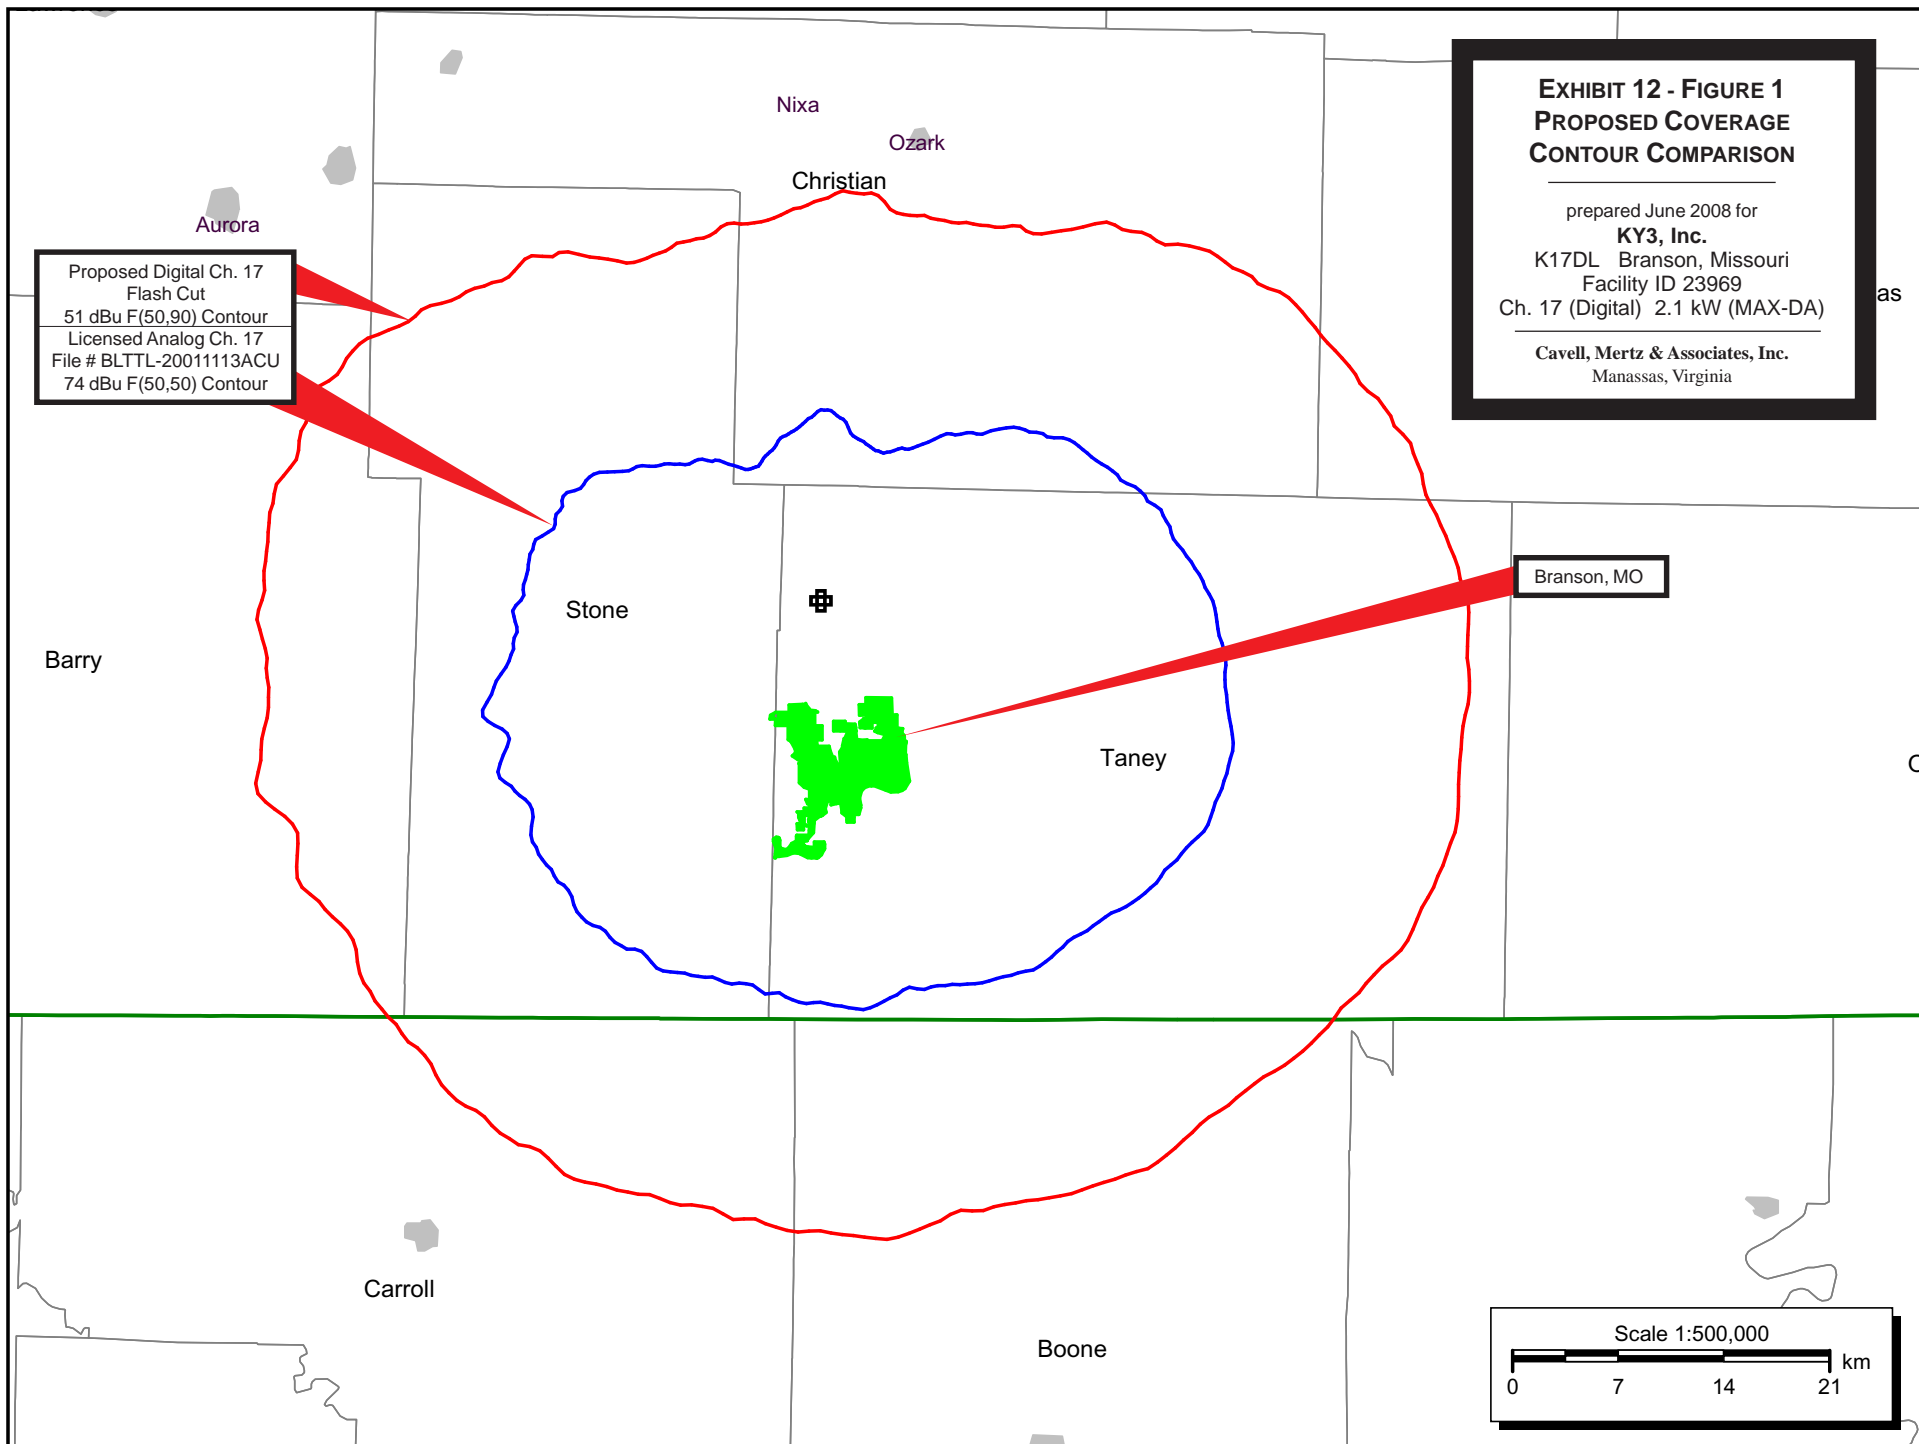 Nixa
Ozark
Christian
Aurora
EXHIBIT 12 - FIGURE 1
PROPOSED COVERAGE
CONTOUR COMPARISON
prepared June 2008 for
KY3, Inc.
K17DL Branson, Missouri
Facility ID 23969
Ch. 17 (Digital) 2.1 kW (MAX-DA)
Cavell, Mertz & Associates, Inc.
Manassas, Virginia
as
Proposed Digital Ch. 17
Flash Cut
51 dBu F(50,90) Contour
Licensed Analog Ch. 17
File # BLTTL-20011113ACU
74 dBu F(50,50) Contour
Branson, MO
Stone
Barry
Taney
Carroll
Boone
Scale 1:500,000
km
0 7 14 21